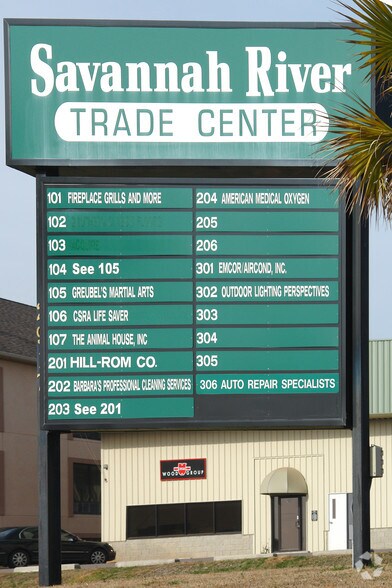 Savannah River
TRADE CENTER
101 FIREPLACE GRILLS AND MORE
102
103
104 See 105
105 GREUBEL'S MARTIAL ARTS
106 CSRA LIFE SAVER
107 THE ANIMAL HOUSE, INC
201 HILL-ROM CO.
202 BARBARA'S PROFESSIONAL CLEANING SERVICES
203 See 201
204 AMERICAN MEDICAL OXYGEN
205
206
301 EMCOR/AIRCOND, INC.
302 OUTDOOR LIGHTING PERSPECTIVES
303
304
305
306 AUTO REPAIR SPECIALISTS
WOOD GROUP